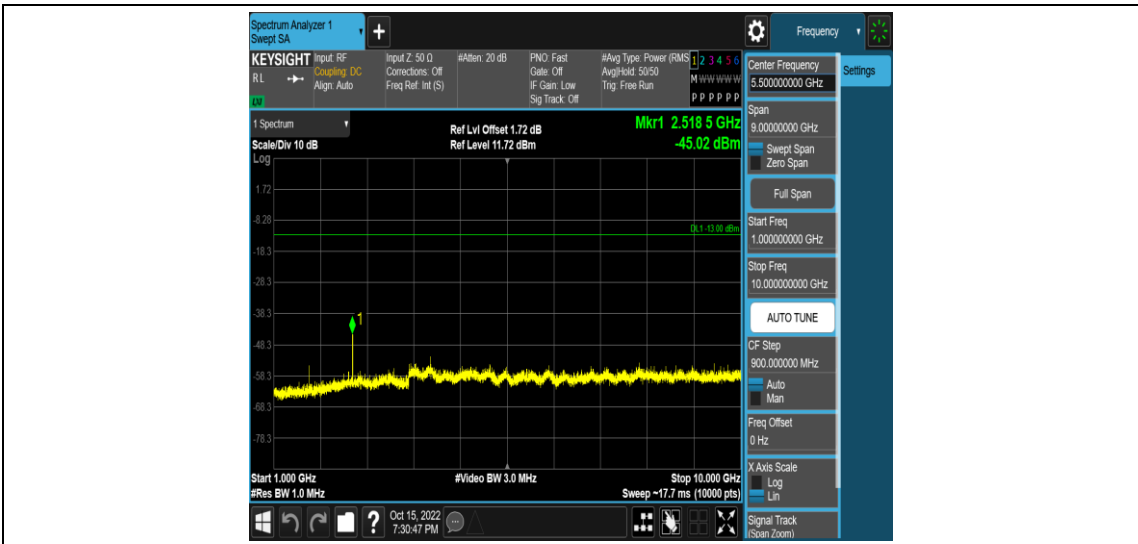 Spectrum Analyzer 1
Swept SA
+
Frequency
KEYSIGHT
RL
LXI
Input: RF
Coupling: DC
Align: Auto
Input Z: 50 Ω
Corrections: Off
Freq Ref: Int (S)
#Atten: 20 dB
PNO: Fast
Gate: Off
IF Gain: Low
Sig Track: Off
#Avg Type: Power (RMS
Avg|Hold: 50/50
Trig: Free Run
1 2 3 4 5 6
M W W W W W
P P P P P P
1 Spectrum
Scale/Div 10 dB
Log
Ref Lvl Offset 1.72 dB
Ref Level 11.72 dBm
Mkr1 2.518 5 GHz
-45.02 dBm
1.72
-8.28
DL1 -13.00 dBm
-18.3
-28.3
-38.3
1
-48.3
-58.3
-68.3
-78.3
Start 1.000 GHz
#Res BW 1.0 MHz
#Video BW 3.0 MHz
Stop 10.000 GHz
Sweep ~17.7 ms (10000 pts)
?
Oct 15, 2022
7:30:47 PM
Center Frequency
5.500000000 GHz
Settings
Span
9.00000000 GHz
Swept Span
Zero Span
Full Span
Start Freq
1.000000000 GHz
Stop Freq
10.000000000 GHz
AUTO TUNE
CF Step
900.000000 MHz
Auto
Man
Freq Offset
0 Hz
X Axis Scale
Log
Lin
Signal Track
(Span Zoom)